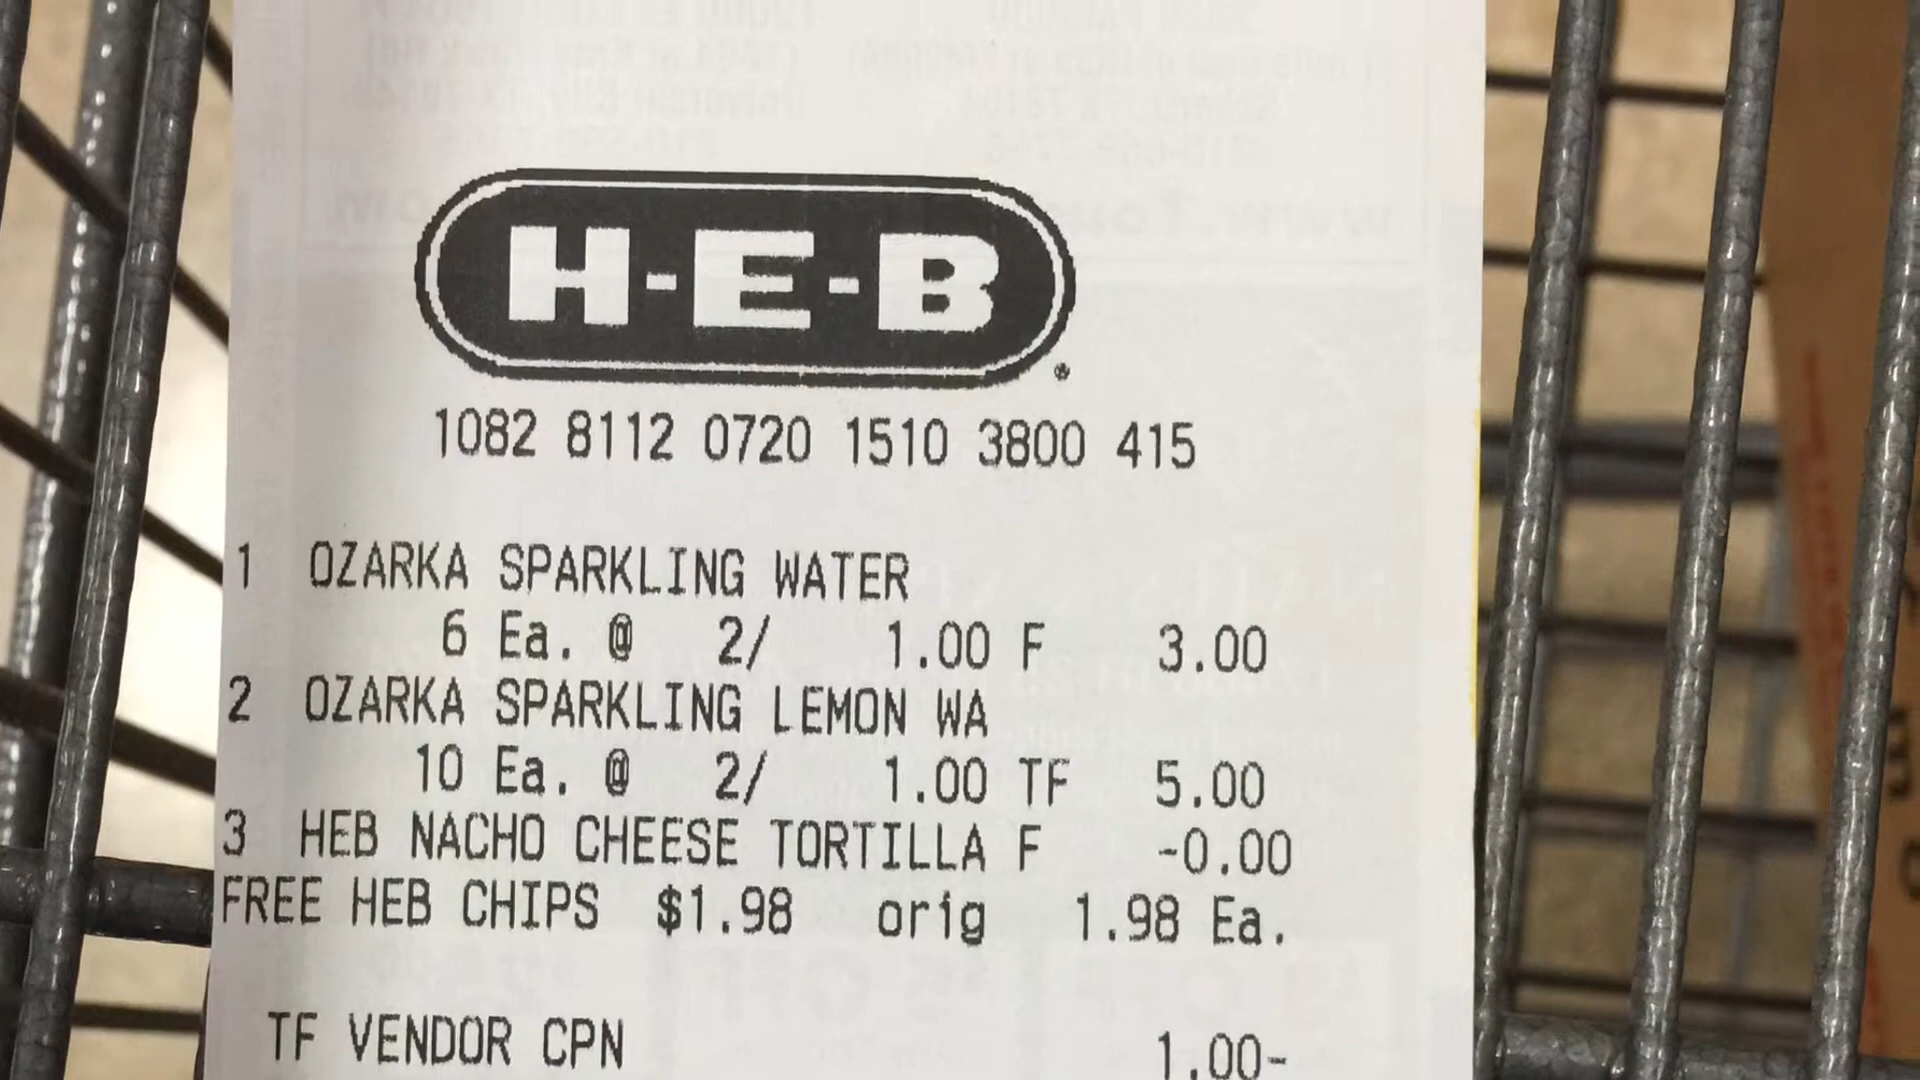 H-E-B
1082 8112 0720 1510 3800 415
1 OZARKA SPARKLING WATER
6 Ea. @ 2/ 1.00 F 3.00
2 OZARKA SPARKLING LEMON WA
10 Ea. @ 2/ 1.00 TF 5.00
3 HEB NACHO CHEESE TORTILLA F -0.00
FREE HEB CHIPS $1.98 orig 1.98 Ea.
TF VENDOR CPN 1.00-